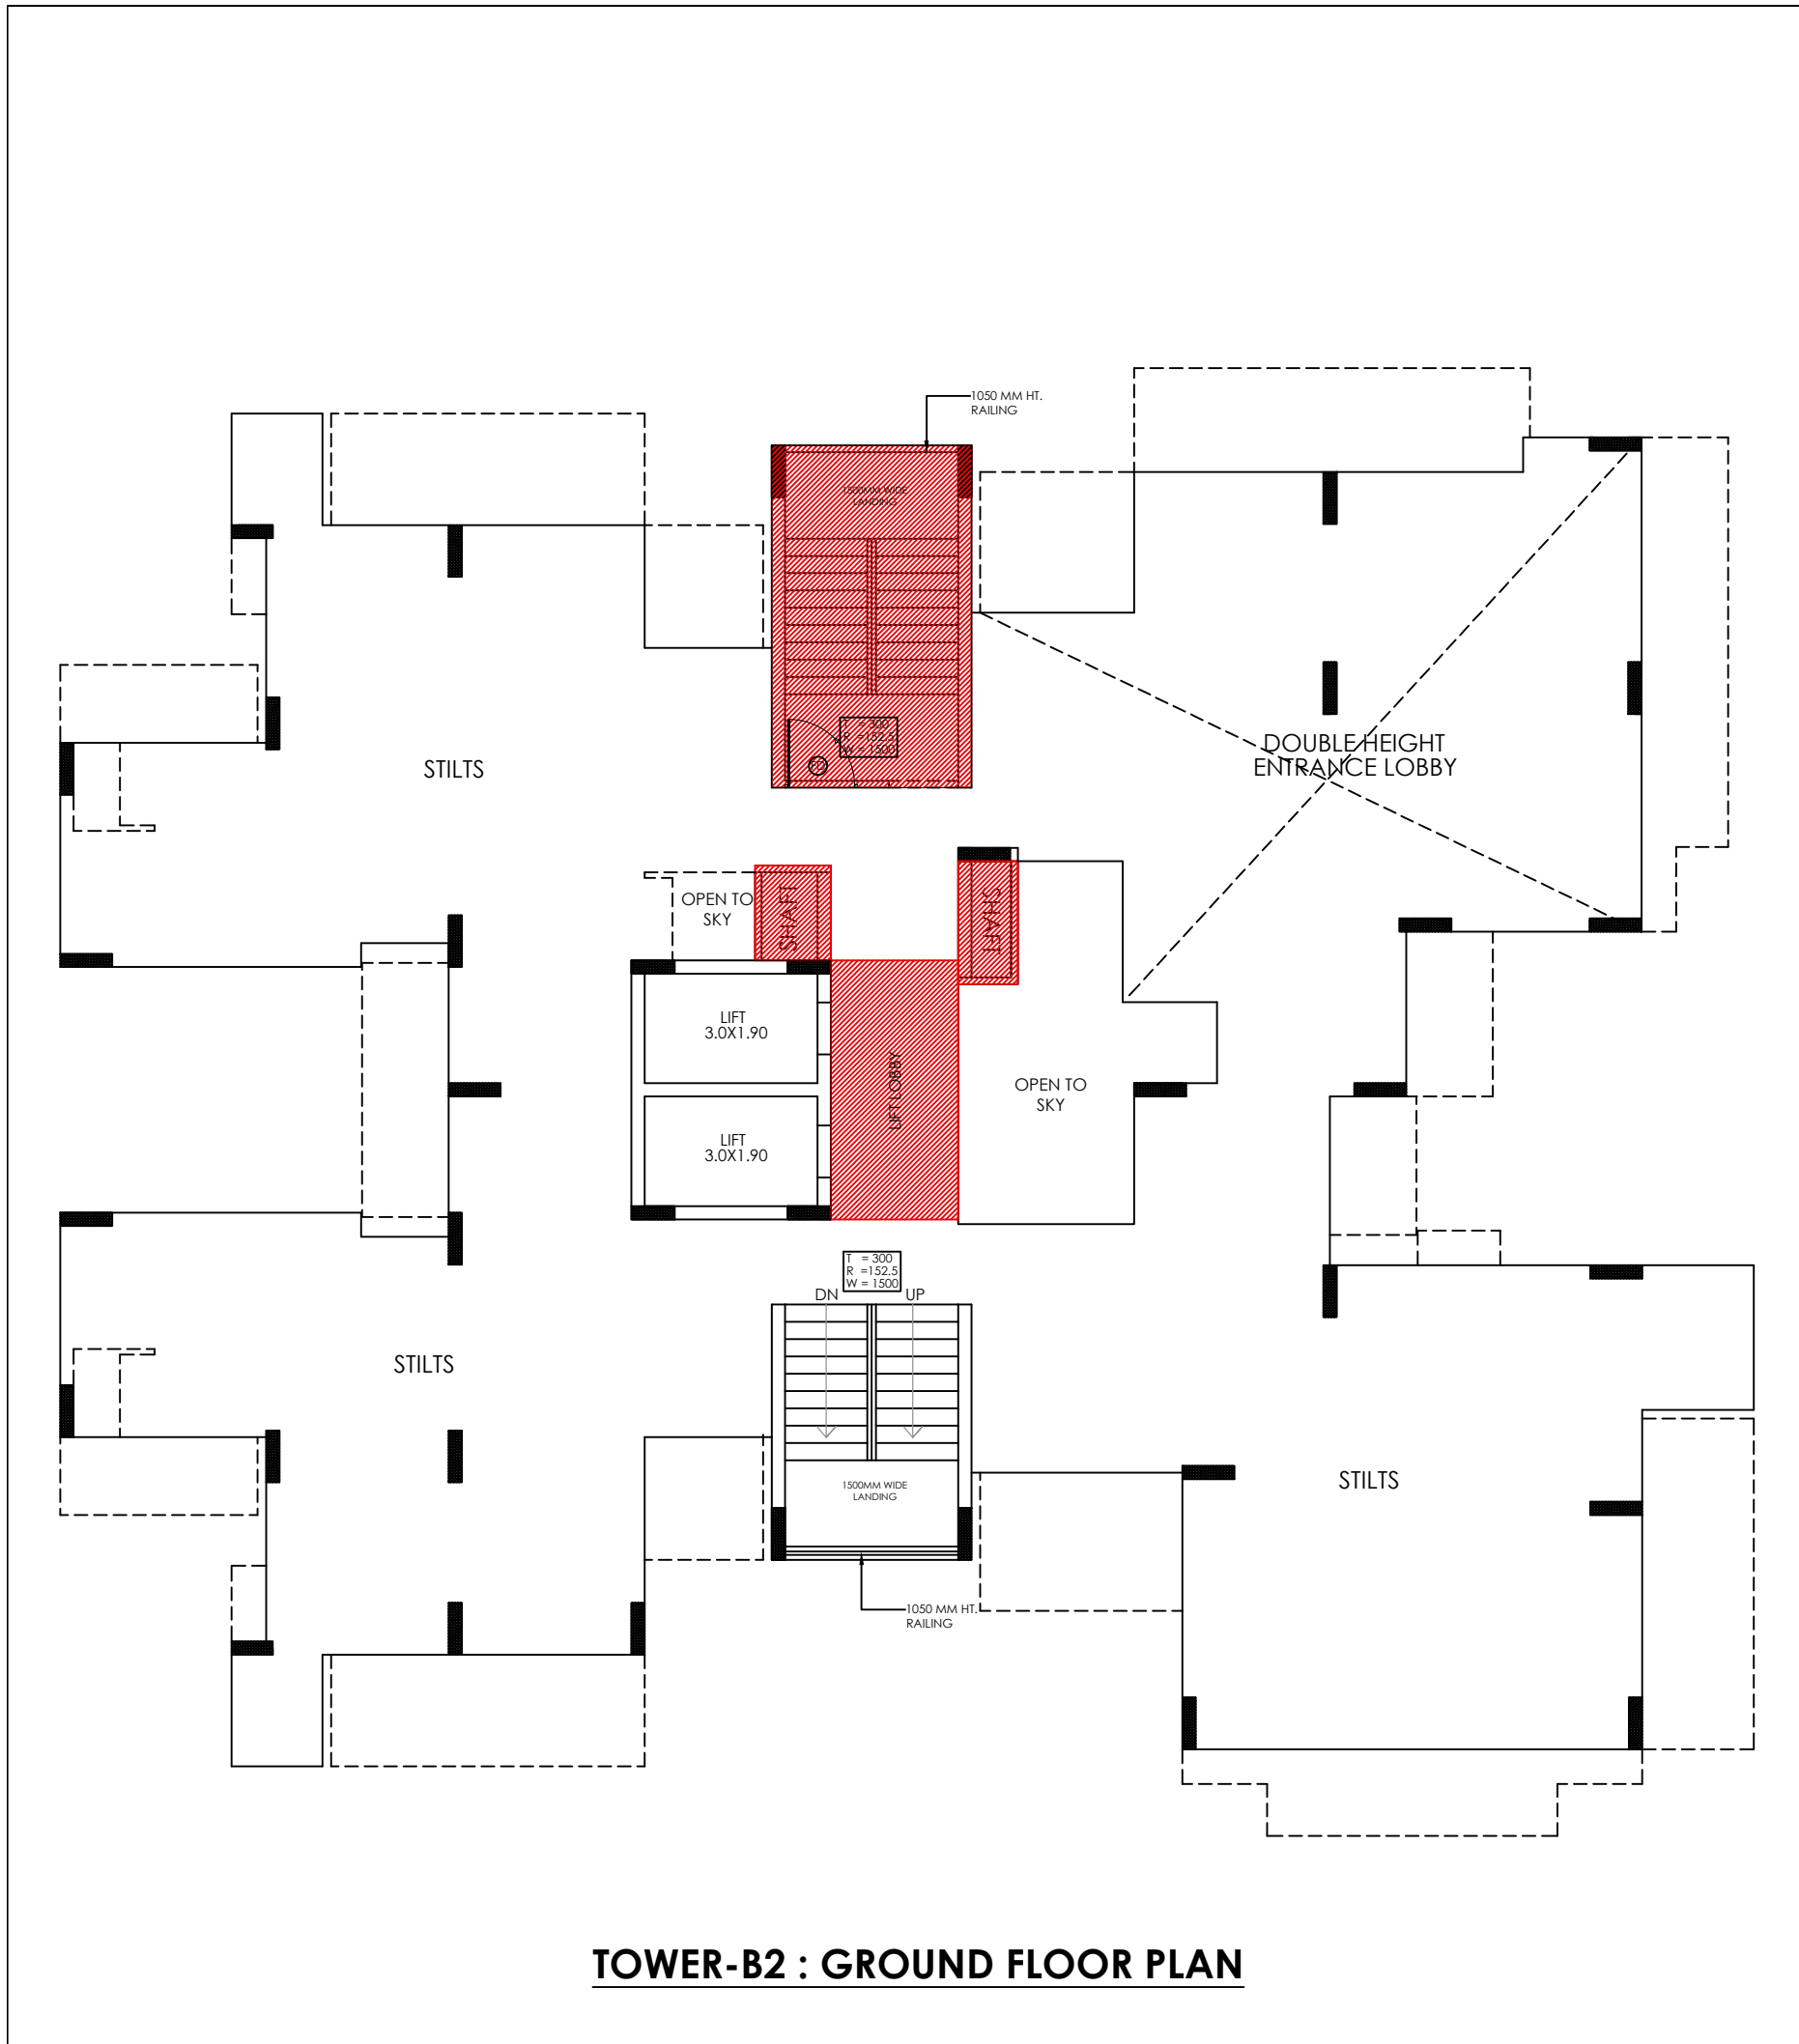 1050 MM HT.
RAILING
1500MM WIDE
LANDING
T = 300
R =152.5
W = 1500
FD
STILTS
DOUBLE HEIGHT
ENTRANCE LOBBY
OPEN TO
SKY
SHAFT
SHAFT
LIFT
3.0X1.90
LIFT LOBBY
OPEN TO
SKY
LIFT
3.0X1.90
T = 300
R =152.5
W = 1500
DN
UP
STILTS
1500MM WIDE
LANDING
STILTS
1050 MM HT.
RAILING
TOWER-B2 : GROUND FLOOR PLAN